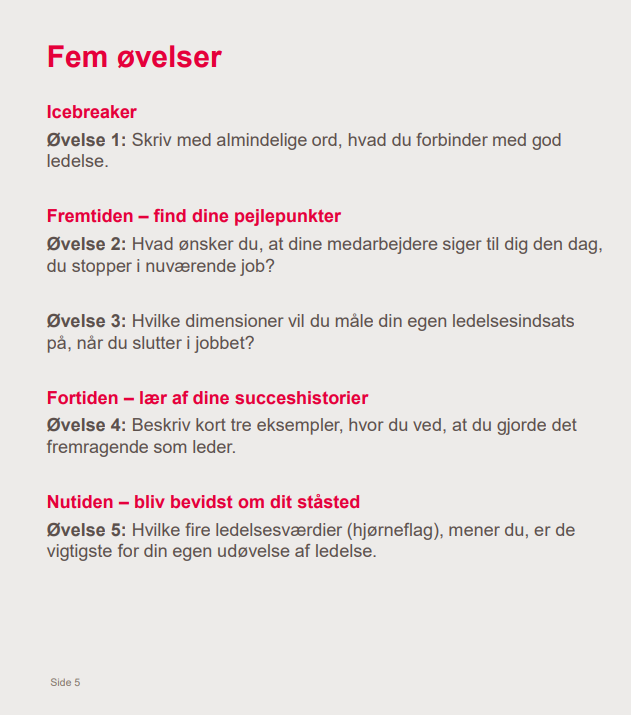 Fem øvelser
Icebreaker
Øvelse 1: Skriv med almindelige ord, hvad du forbinder med god
ledelse.
Fremtiden – find dine pejlepunkter
Øvelse 2: Hvad ønsker du, at dine medarbejdere siger til dig den dag,
du stopper i nuværende job?
Øvelse 3: Hvilke dimensioner vil du måle din egen ledelsesindsats
på, når du slutter i jobbet?
Fortiden – lær af dine succeshistorier
Øvelse 4: Beskriv kort tre eksempler, hvor du ved, at du gjorde det
fremragende som leder.
Nutiden – bliv bevidst om dit ståsted
Øvelse 5: Hvilke fire ledelsesværdier (hjørneflag), mener du, er de
vigtigste for din egen udøvelse af ledelse.
Side 5